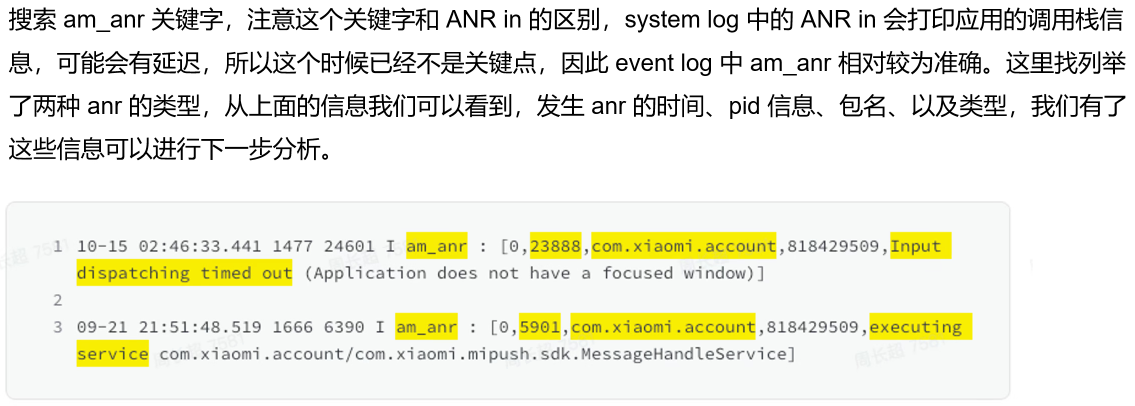 搜索 am_anr 关键字，注意这个关键字和 ANR in 的区别，system log 中的 ANR in 会打印应用的调用栈信
息，可能会有延迟，所以这个时候已经不是关键点，因此 event log 中 am_anr 相对较为准确。这里找列举
了两种 anr 的类型，从上面的信息我们可以看到，发生 anr 的时间、pid 信息、包名、以及类型，我们有了
这些信息可以进行下一步分析。
1 10-15 02:46:33.441 1477 24601 I am_anr : [0,23888,com.xiaomi.account,818429509,Input
dispatching timed out (Application does not have a focused window)]
2
3 09-21 21:51:48.519 1666 6390 I am_anr : [0,5901,com.xiaomi.account,818429509,executing
service com.xiaomi.account/com.xiaomi.mipush.sdk.MessageHandleService]
周长超 7581